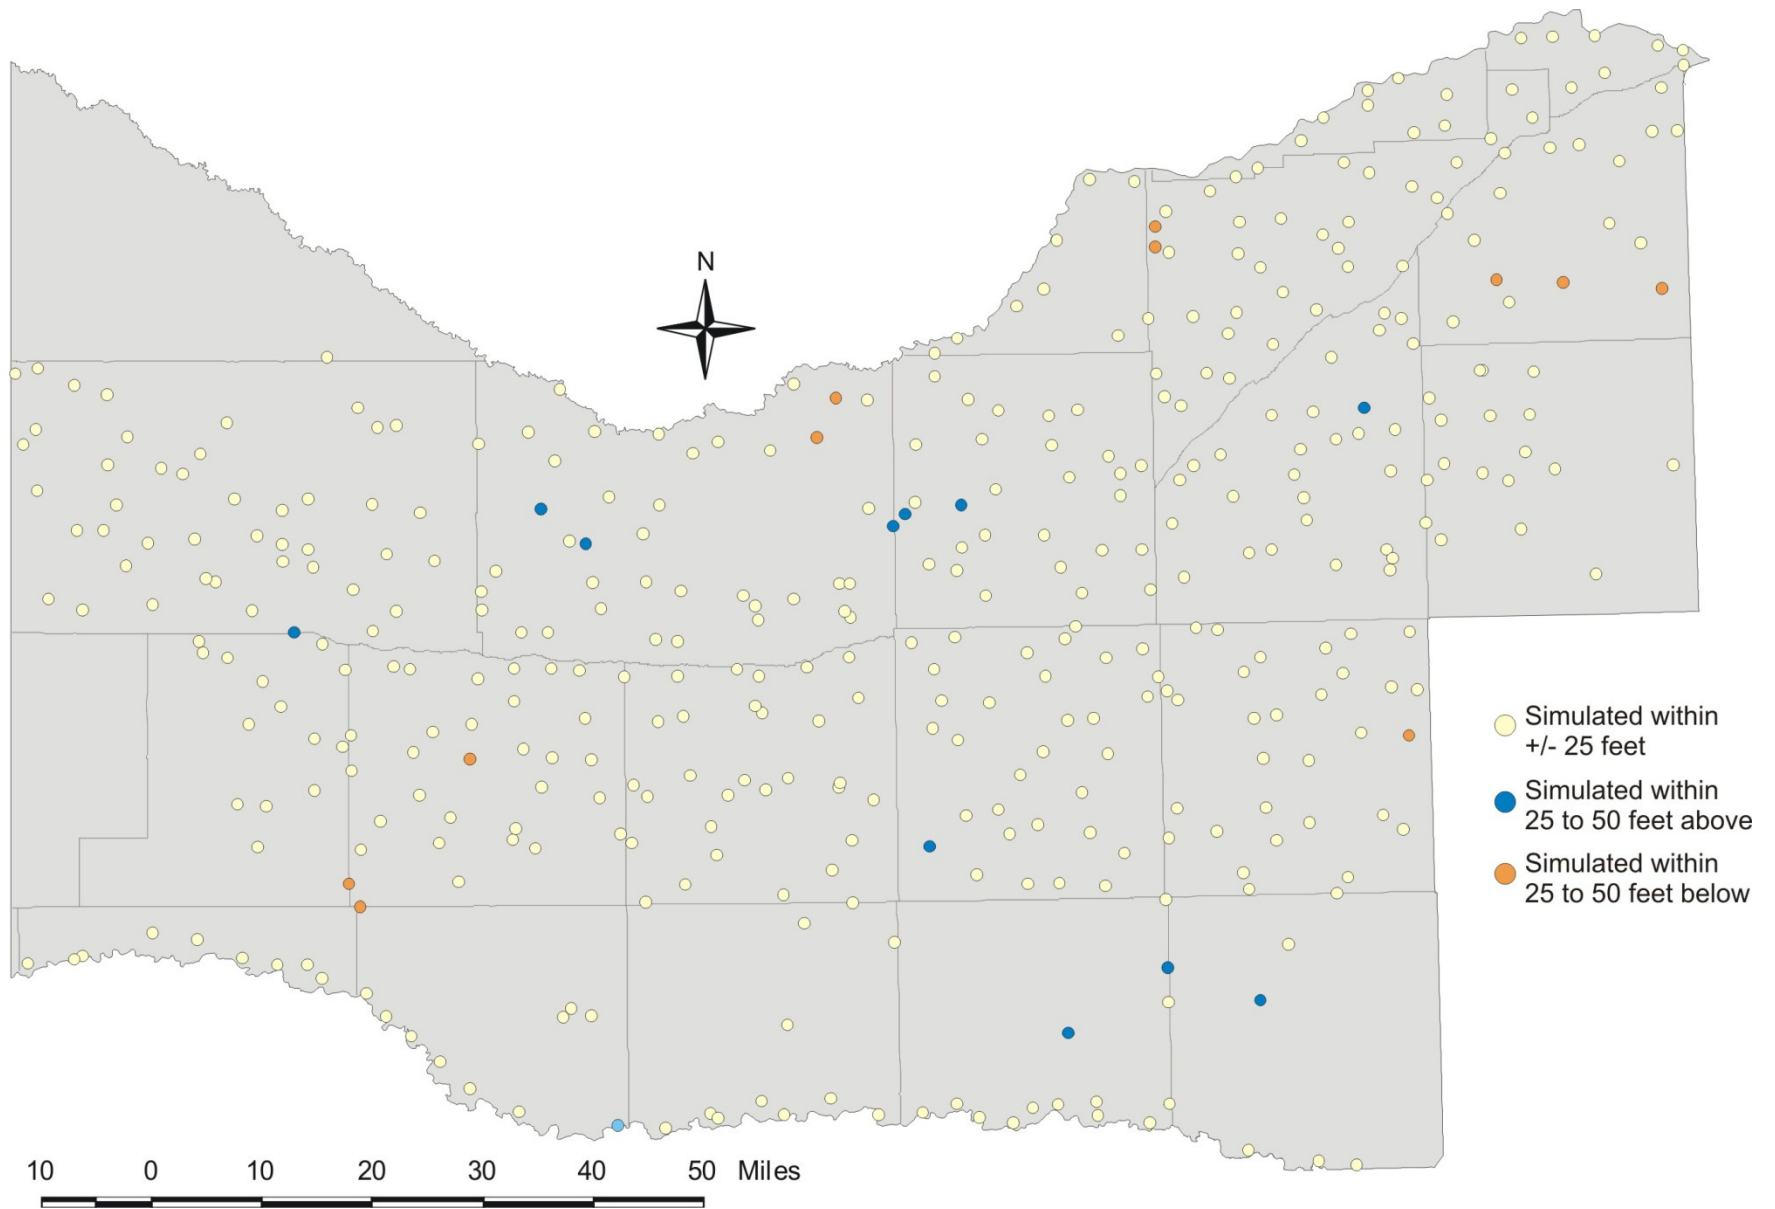 N
Simulated within
+/- 25 feet
Simulated within
25 to 50 feet above
Simulated within
25 to 50 feet below
10 0 10 20 30 40 50 Miles